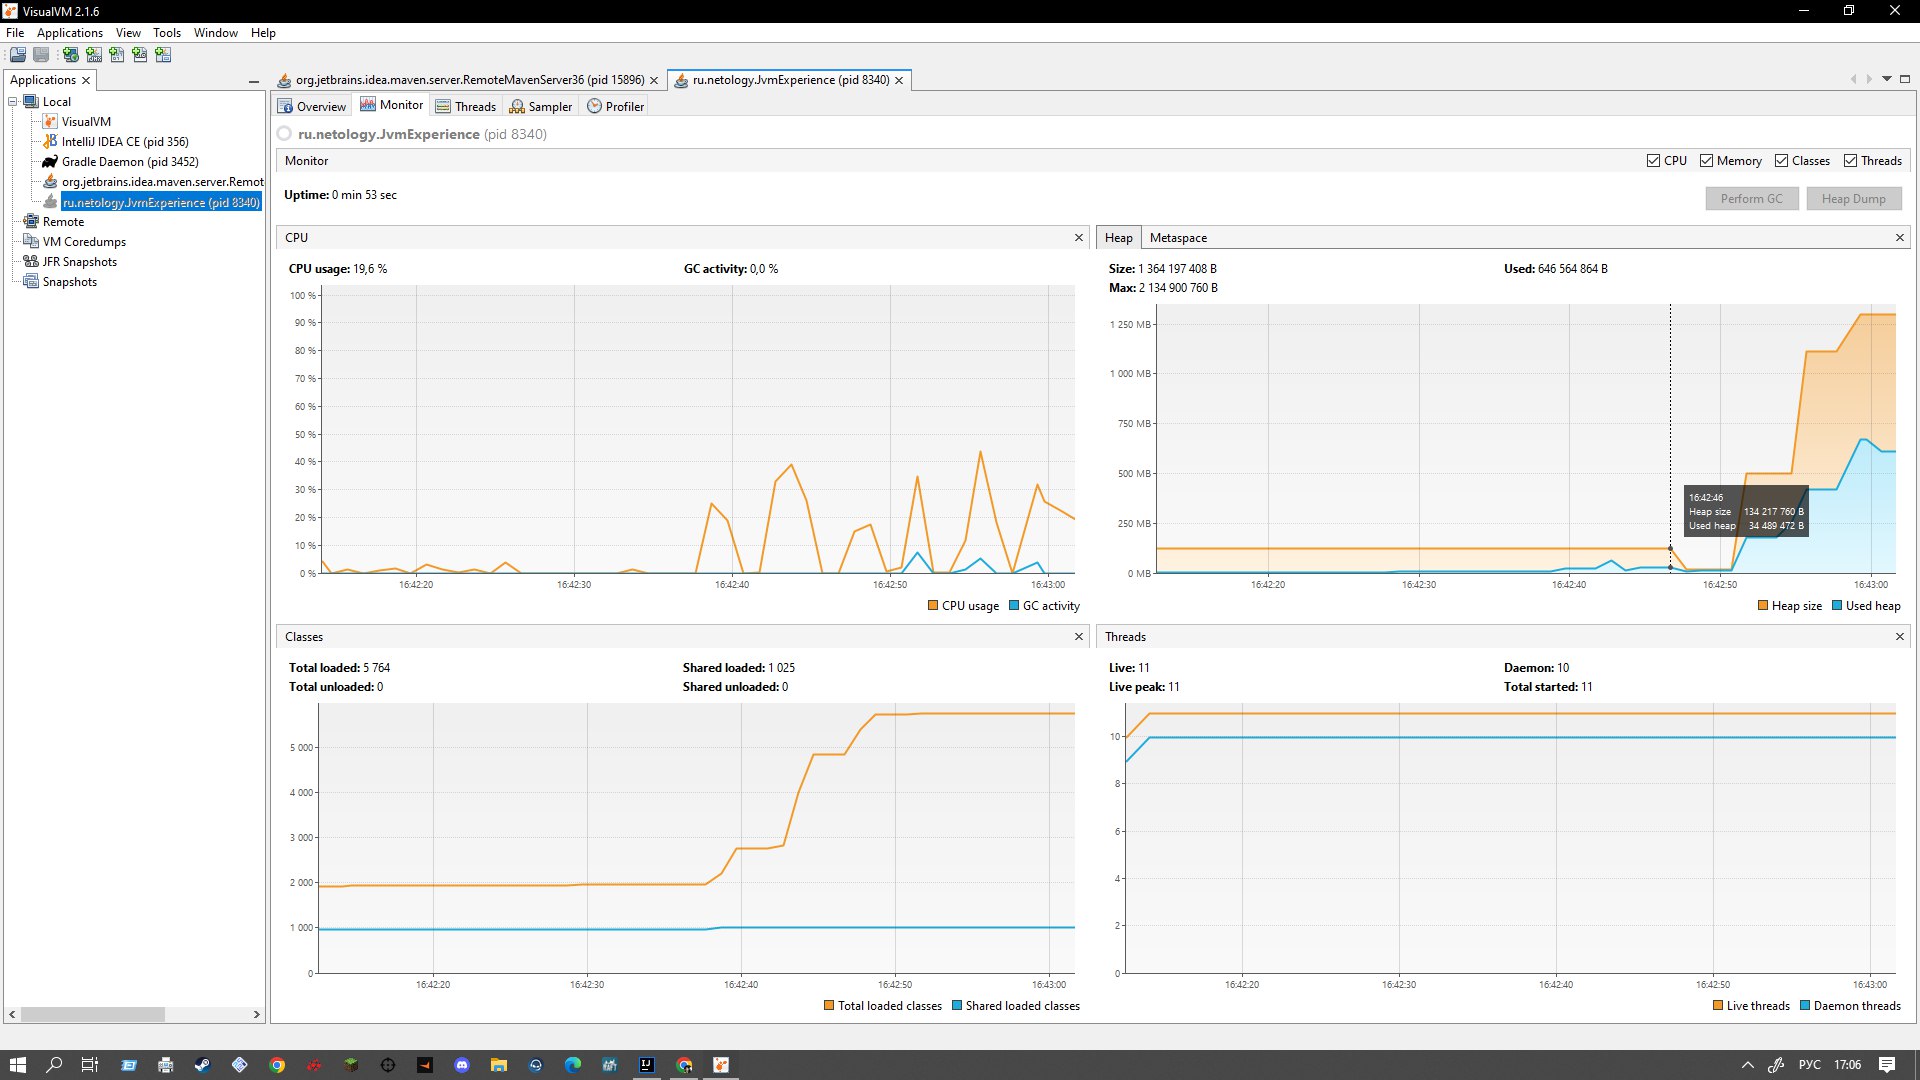 VisualVM 2.1.6
File Applications View Tools Window Help
Applications
Local
VisualVM
IntelliJ IDEA CE (pid 356)
Gradle Daemon (pid 3452)
org.jetbrains.idea.maven.server.Remot
ru.netology.JvmExperience (pid 8340)
Remote
VM Coredumps
JFR Snapshots
Snapshots
org.jetbrains.idea.maven.server.RemoteMavenServer36 (pid 15896) ru.netology.JvmExperience (pid 8340)
Overview Monitor Threads Sampler Profiler
ru.netology.JvmExperience (pid 8340)
Monitor CPU Memory Classes Threads
Uptime: 0 min 53 sec Perform GC Heap Dump
CPU
CPU usage: 19,6 % GC activity: 0,0 %
100 %
90 %
80 %
70 %
60 %
50 %
40 %
30 %
20 %
10 %
0 %
16:42:20 16:42:30 16:42:40 16:42:50 16:43:00
CPU usage GC activity
Heap Metaspace
Size: 1 364 197 408 B Used: 646 564 864 B
Max: 2 134 900 760 B
1 250 MB
1 000 MB
750 MB
500 MB
250 MB
0 MB
16:42:46
Heap size 134 217 760 B
Used heap 34 489 472 B
16:42:20 16:42:30 16:42:40 16:42:50 16:43:00
Heap size Used heap
Classes
Total loaded: 5 764 Shared loaded: 1 025
Total unloaded: 0 Shared unloaded: 0
5 000
4 000
3 000
2 000
1 000
0
16:42:20 16:42:30 16:42:40 16:42:50 16:43:00
Total loaded classes Shared loaded classes
Threads
Live: 11 Daemon: 10
Live peak: 11 Total started: 11
10
8
6
4
2
0
16:42:20 16:42:30 16:42:40 16:42:50 16:43:00
Live threads Daemon threads
РУС 17:06